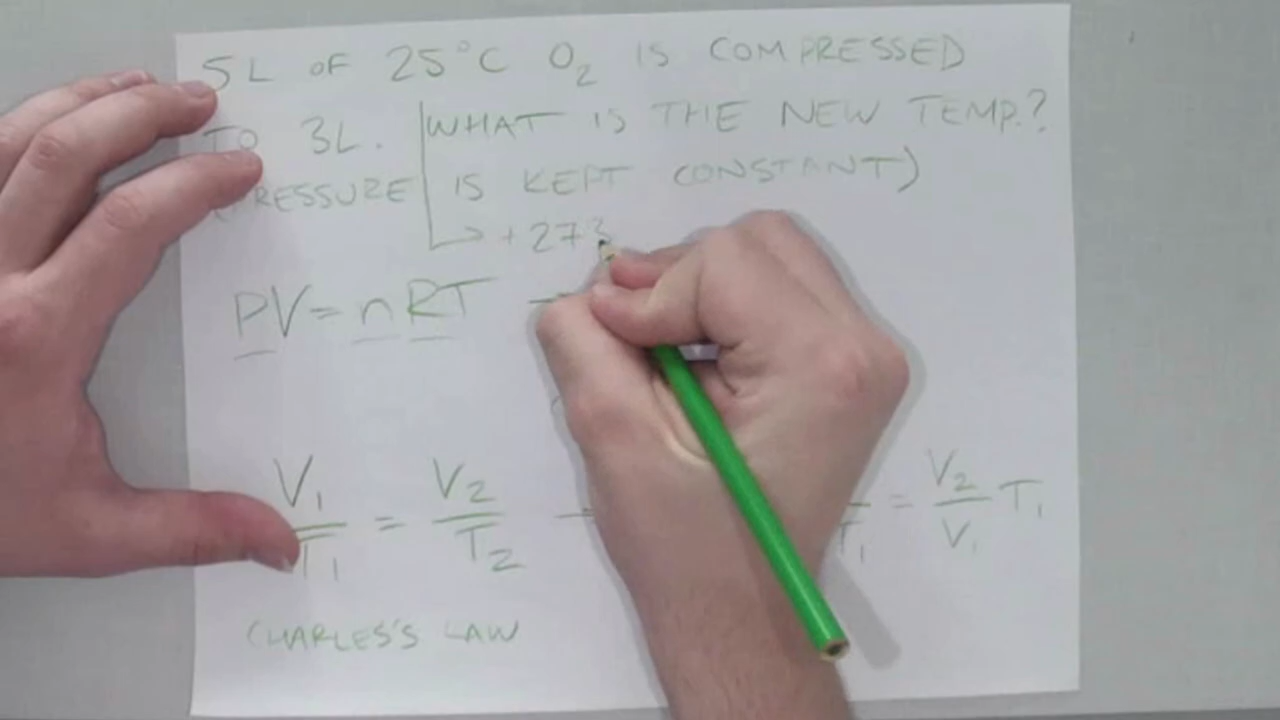 5L OF 25°C O₂ IS COMPRESSED
TO 3L. WHAT IS THE NEW TEMP.?
(PRESSURE IS KEPT CONSTANT)
→ +273
PV = nRT
V₁/T₁ = V₂/T₂ = V₂/V₁ T₁
CHARLES'S LAW